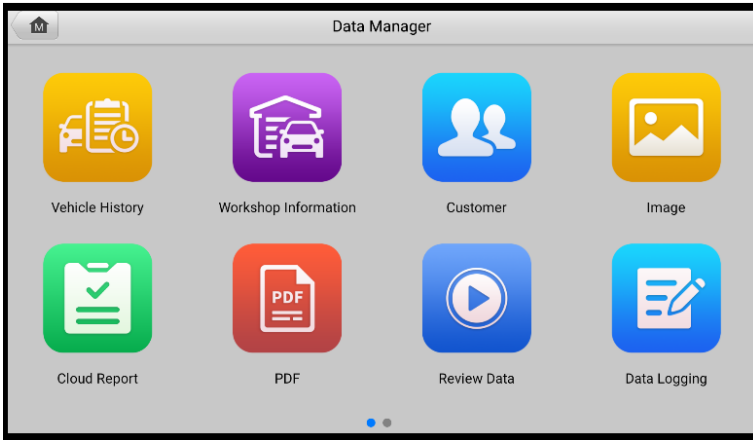 M
Data Manager
Vehicle History
Workshop Information
Customer
Image
PDF
Cloud Report
PDF
Review Data
Data Logging